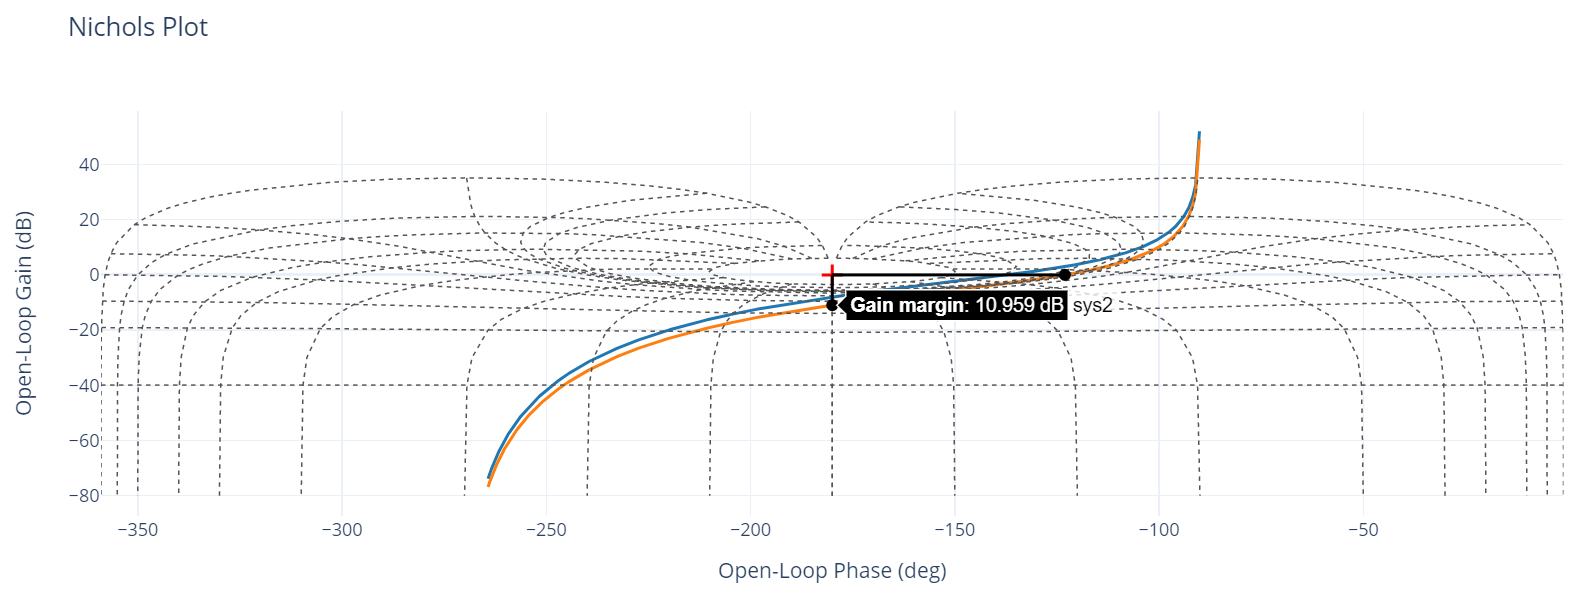 Nichols Plot
Open-Loop Gain (dB)
40
20
0
−20
−40
−60
−80
Gain margin: 10.959 dB sys2
−350 −300 −250 −200 −150 −100 −50
Open-Loop Phase (deg)